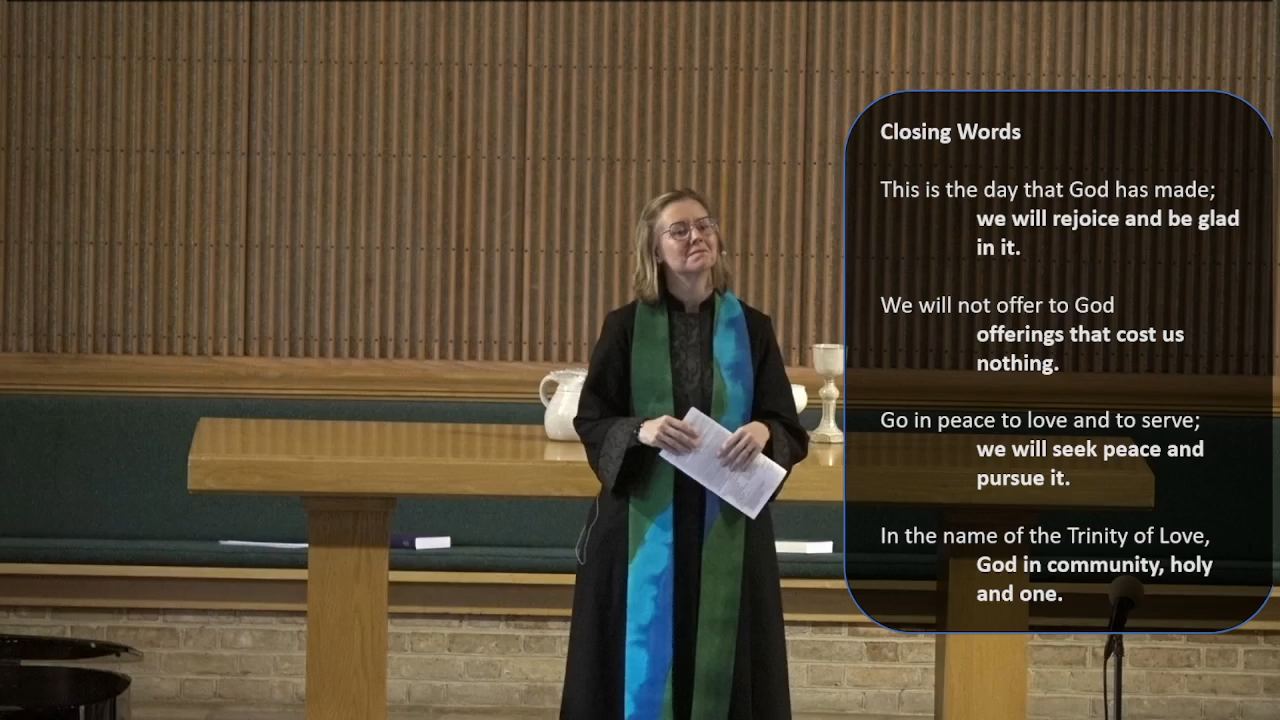 Closing Words
This is the day that God has made;
we will rejoice and be glad
in it.
We will not offer to God
offerings that cost us
nothing.
Go in peace to love and to serve;
we will seek peace and
pursue it.
In the name of the Trinity of Love,
God in community, holy
and one.